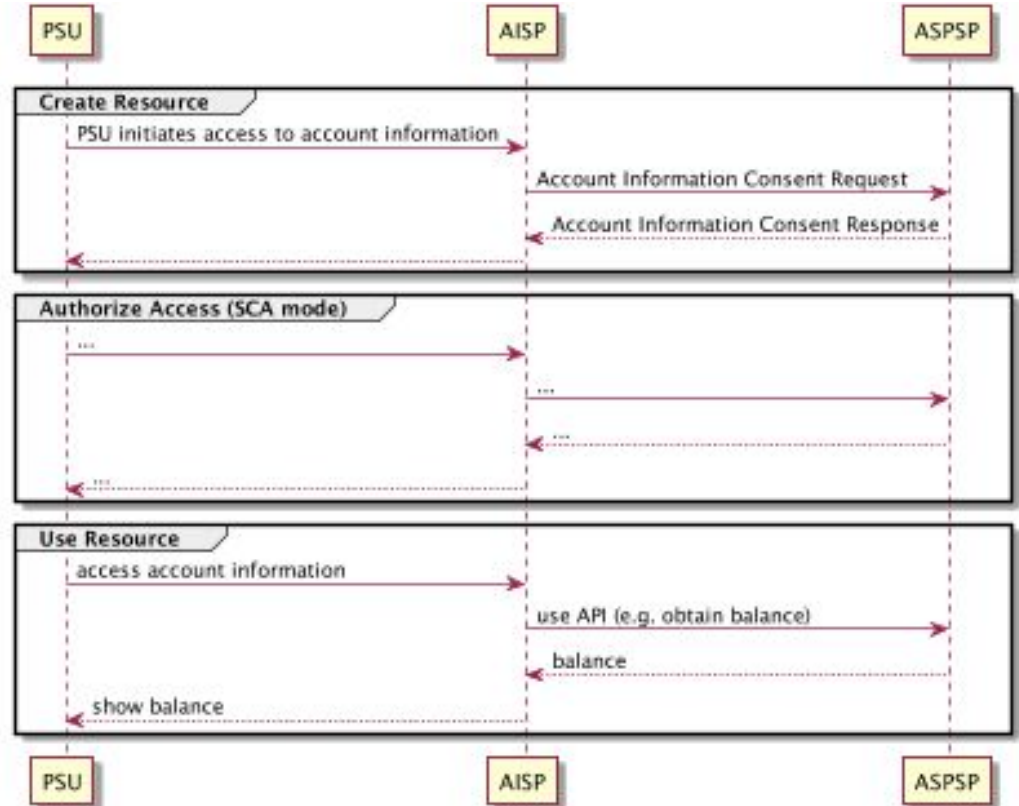 PSU AISP ASPSP
Create Resource
PSU initiates access to account information
Account Information Consent Request
Account Information Consent Response
Authorize Access (SCA mode)
...
...
...
...
Use Resource
access account information
use API (e.g. obtain balance)
balance
show balance
PSU AISP ASPSP